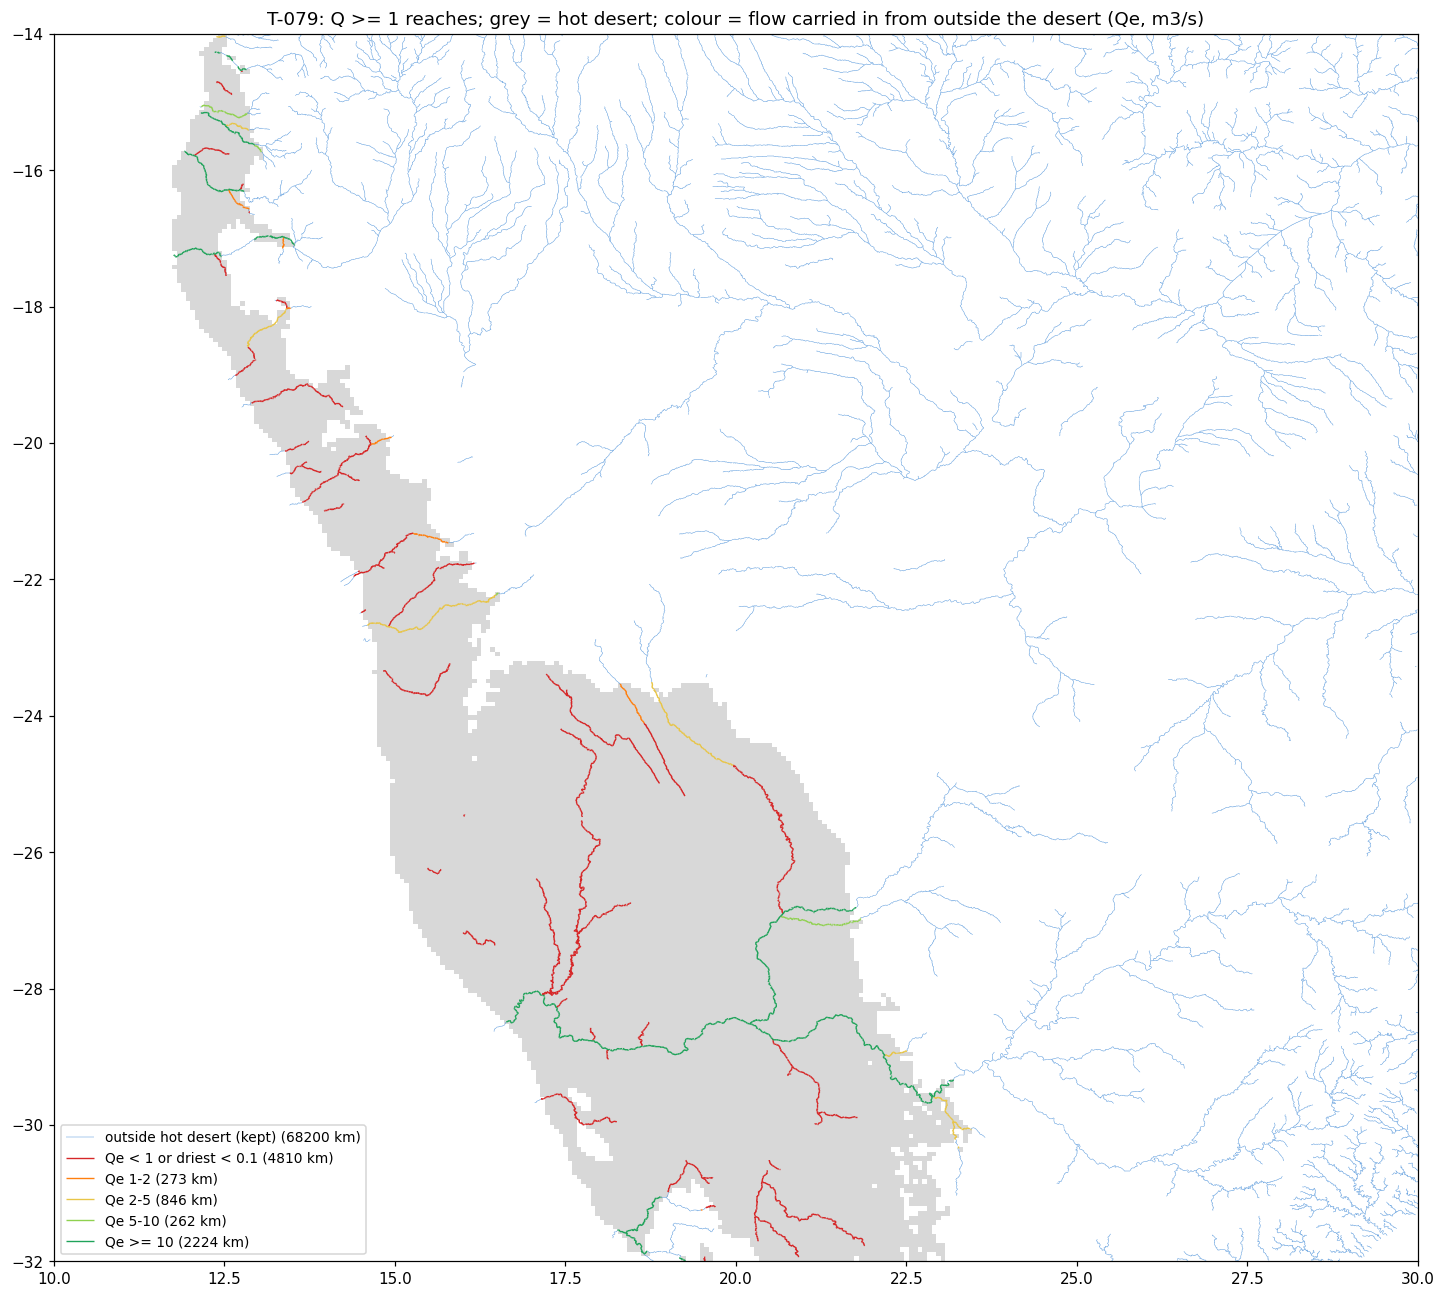 T-079: Q >= 1 reaches; grey = hot desert; colour = flow carried in from outside the desert (Qe, m3/s)
−14
−16
−18
−20
−22
−24
−26
−28
−30
−32
outside hot desert (kept) (68200 km)
Qe < 1 or driest < 0.1 (4810 km)
Qe 1-2 (273 km)
Qe 2-5 (846 km)
Qe 5-10 (262 km)
Qe >= 10 (2224 km)
10.0 12.5 15.0 17.5 20.0 22.5 25.0 27.5 30.0